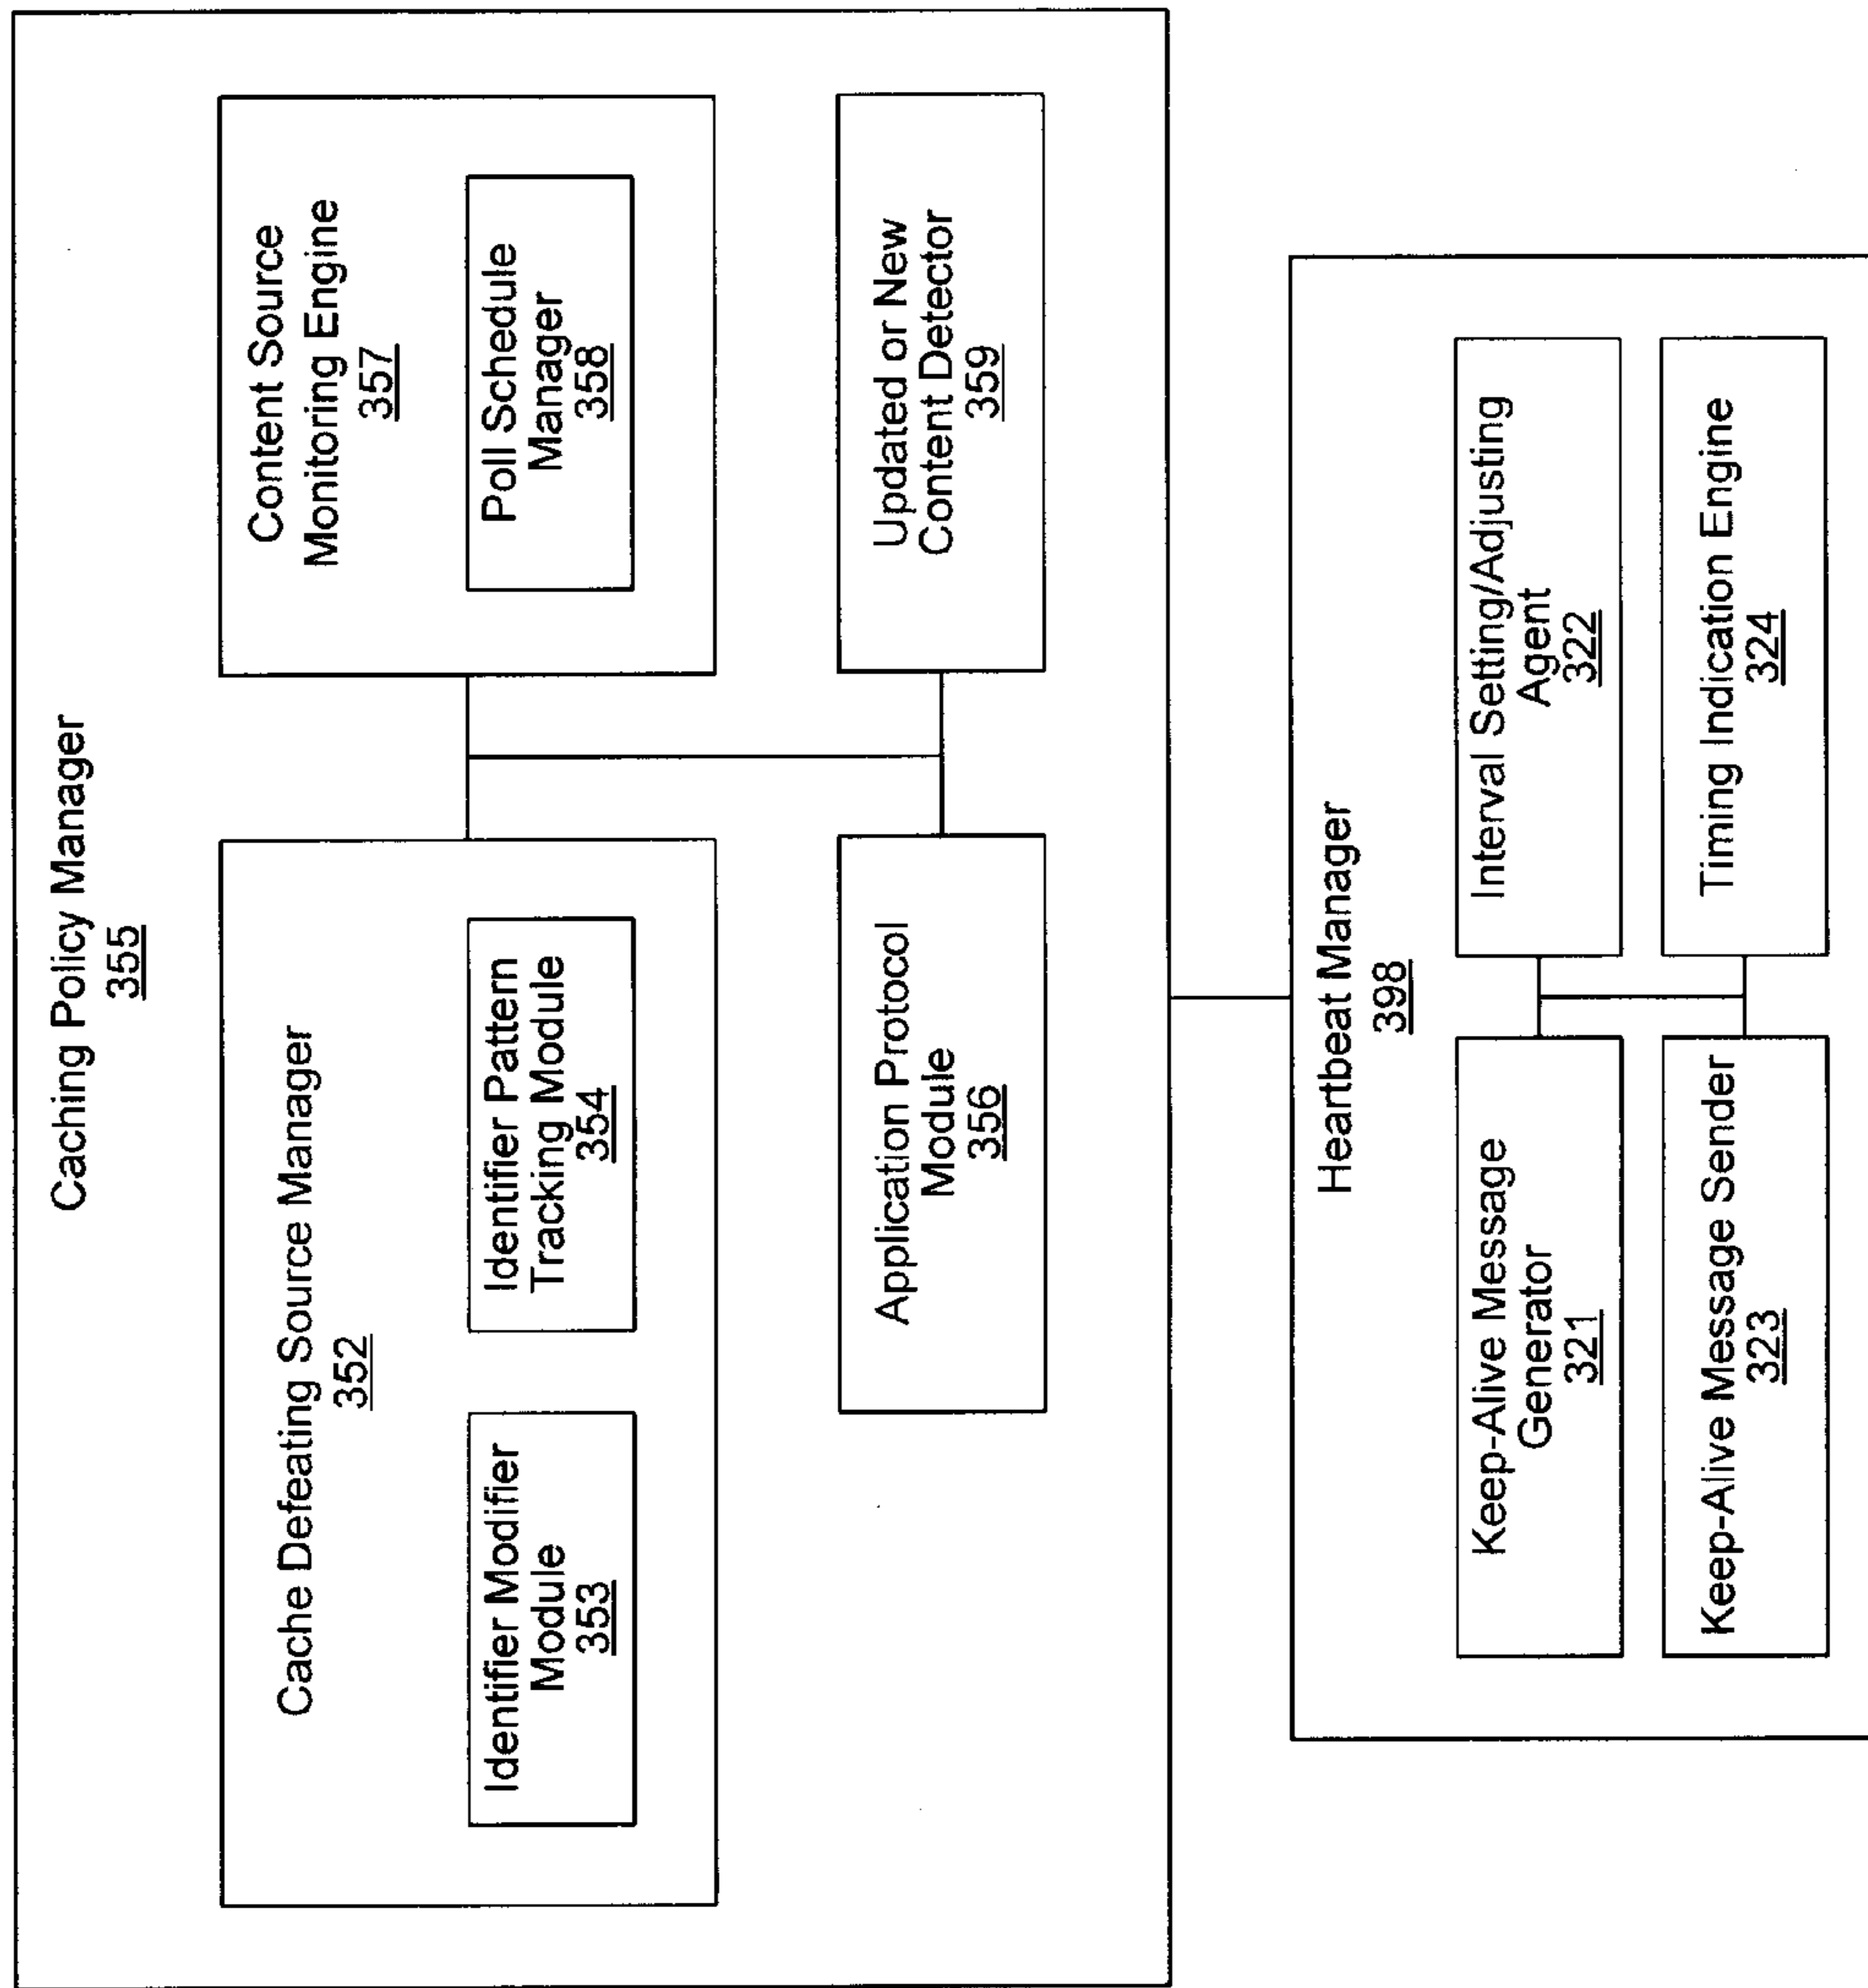 Caching Policy Manager
355
Cache Defeating Source Manager
352
Identifier Modifier
Module
353
Identifier Pattern
Tracking Module
354
Content Source
Monitoring Engine
357
Poll Schedule
Manager
358
Application Protocol
Module
356
Updated or New
Content Detector
359
Heartbeat Manager
398
Keep-Alive Message
Generator
321
Interval Setting/Adjusting
Agent
322
Keep-Alive Message Sender
323
Timing Indication Engine
324